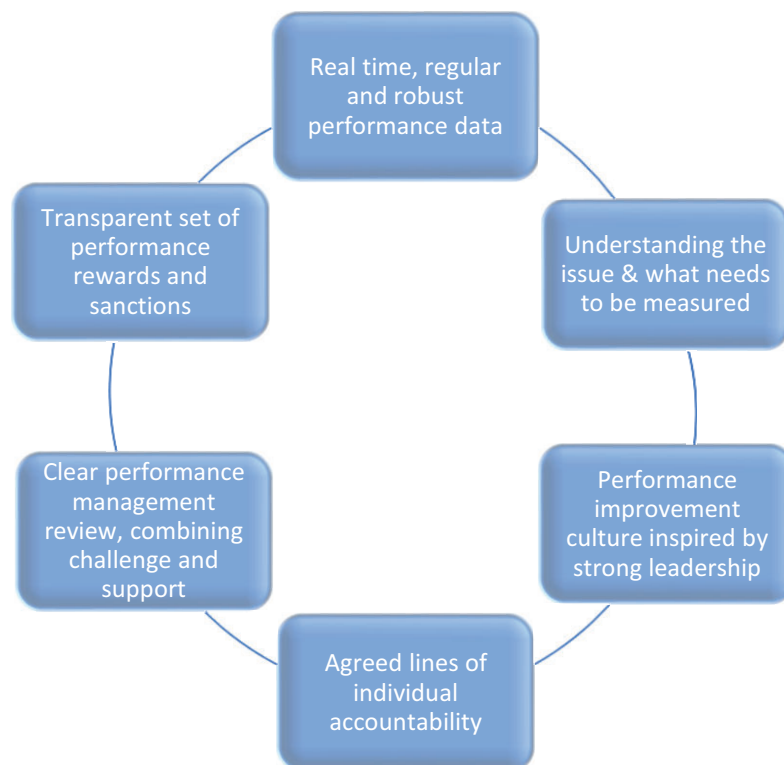 Real time, regular
and robust
performance data
Understanding the
issue & what needs
to be measured
Performance
improvement
culture inspired by
strong leadership
Agreed lines of
individual
accountability
Clear performance
management
review, combining
challenge and
support
Transparent set of
performance
rewards and
sanctions